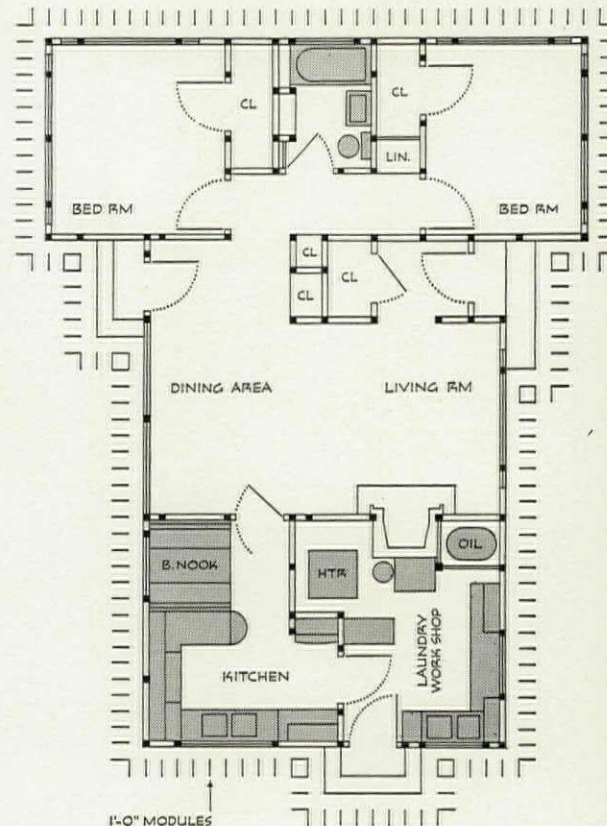 CL
CL
LIN.
BED RM
BED RM
CL
CL
CL
DINING AREA
LIVING RM
B. NOOK
HTR
OIL
LAUNDRY
WORK SHOP
KITCHEN
1'-0" MODULES